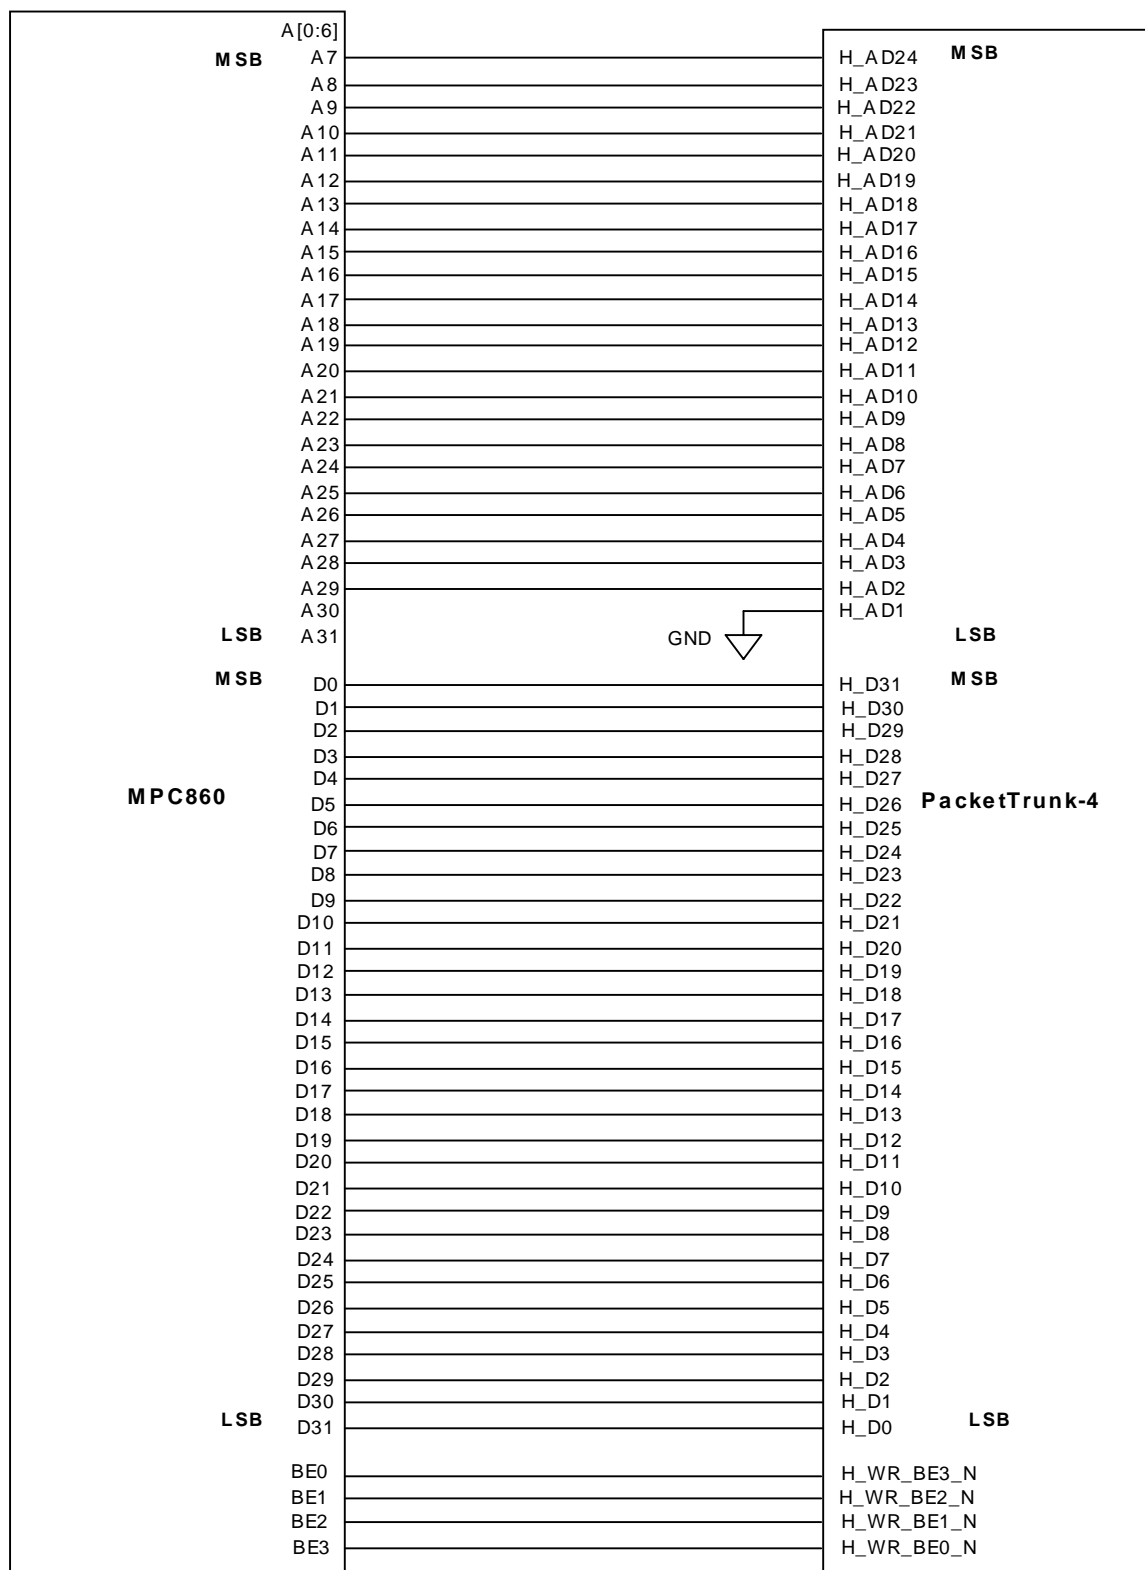 A[0:6]
MSB A7 H_AD24 MSB
A8 H_AD23
A9 H_AD22
A10 H_AD21
A11 H_AD20
A12 H_AD19
A13 H_AD18
A14 H_AD17
A15 H_AD16
A16 H_AD15
A17 H_AD14
A18 H_AD13
A19 H_AD12
A20 H_AD11
A21 H_AD10
A22 H_AD9
A23 H_AD8
A24 H_AD7
A25 H_AD6
A26 H_AD5
A27 H_AD4
A28 H_AD3
A29 H_AD2
A30 H_AD1
LSB A31 GND LSB
MSB D0 H_D31 MSB
D1 H_D30
D2 H_D29
D3 H_D28
D4 H_D27
MPC860 D5 H_D26 PacketTrunk-4
D6 H_D25
D7 H_D24
D8 H_D23
D9 H_D22
D10 H_D21
D11 H_D20
D12 H_D19
D13 H_D18
D14 H_D17
D15 H_D16
D16 H_D15
D17 H_D14
D18 H_D13
D19 H_D12
D20 H_D11
D21 H_D10
D22 H_D9
D23 H_D8
D24 H_D7
D25 H_D6
D26 H_D5
D27 H_D4
D28 H_D3
D29 H_D2
D30 H_D1
LSB D31 H_D0 LSB
BE0 H_WR_BE3_N
BE1 H_WR_BE2_N
BE2 H_WR_BE1_N
BE3 H_WR_BE0_N